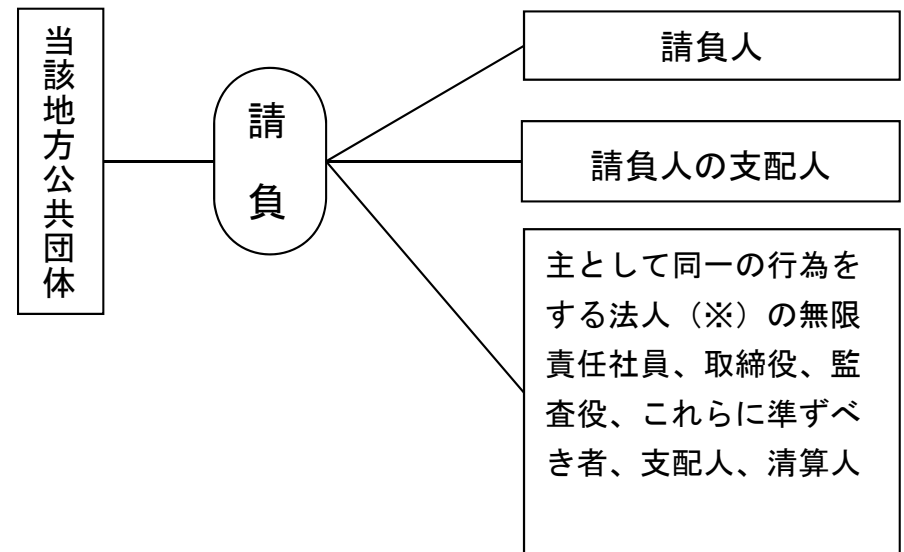 当該地方公共団体
請負
請負人
請負人の支配人
主として同一の行為を
する法人（※）の無限
責任社員、取締役、監
査役、これらに準ずべ
き者、支配人、清算人